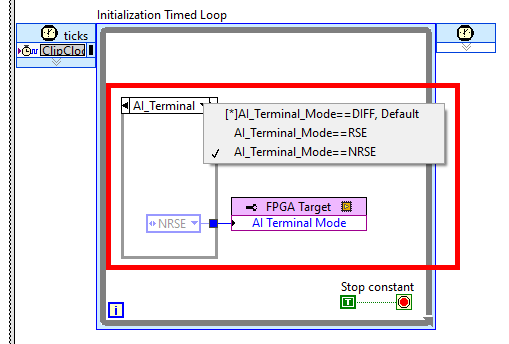 Initialization Timed Loop
ticks
ClipCloc
AI_Terminal
[*]AI_Terminal_Mode==DIFF, Default
AI_Terminal_Mode==RSE
✓ AI_Terminal_Mode==NRSE
NRSE
FPGA Target
AI Terminal Mode
Stop constant
T
i